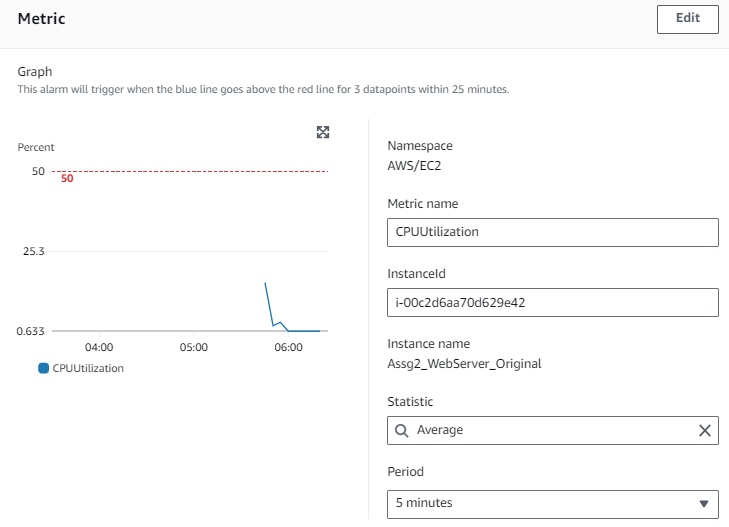 Metric
Edit
Graph
This alarm will trigger when the blue line goes above the red line for 3 datapoints within 25 minutes.
Percent
50
50
25.3
0.633
04:00
05:00
06:00
CPUUtilization
Namespace
AWS/EC2
Metric name
CPUUtilization
InstanceId
i-00c2d6aa70d629e42
Instance name
Assg2_WebServer_Original
Statistic
Average
Period
5 minutes